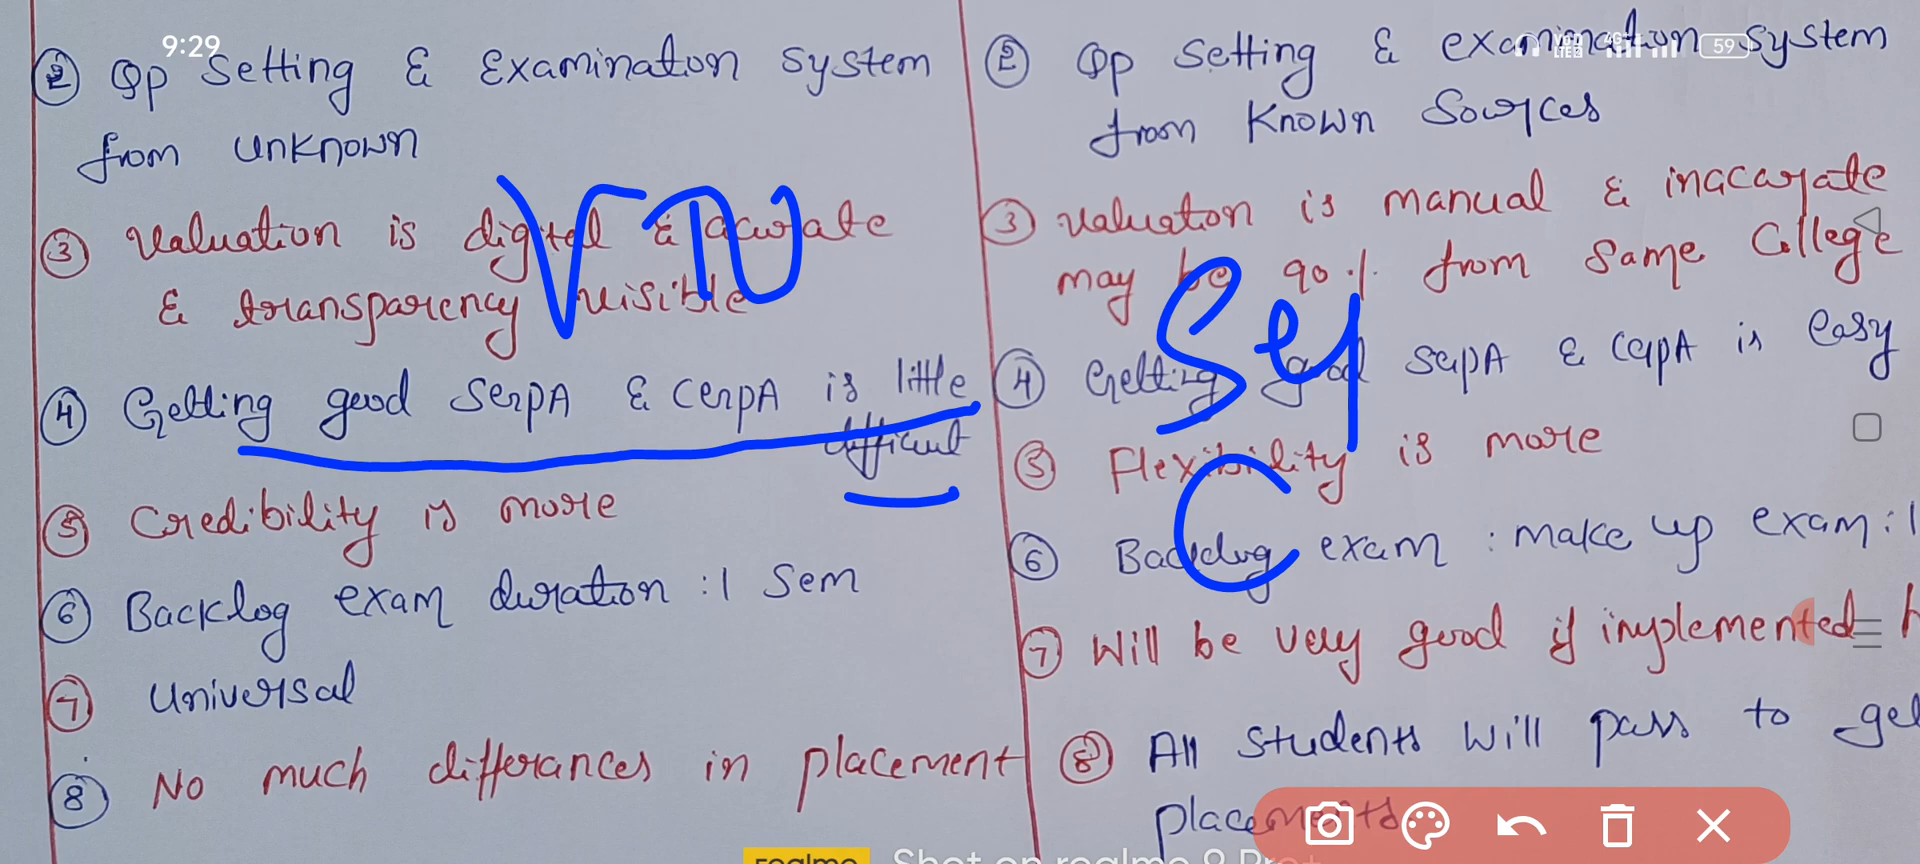 9:29
59
② Qp setting & Examination system
from unknown
③ Valuation is digital & accurate
& transparency visible
④ Getting good SGPA & CGPA is little
difficult
⑤ Credibility is more
⑥ Backlog exam duration : 1 Sem
⑦ Universal
⑧ No much differances in placement
VTU
② Qp setting & examination system
from known Sources
③ Valuation is manual & inaccurate
may be 90 % from same College
④ Getting good SGPA & CGPA is easy
⑤ Flexibility is more
⑥ Backlog exam : make up exam : 1
⑦ Will be very good if implemented
⑧ All students will pass to get
placements
C
realme Shot on realme 9 Pro+